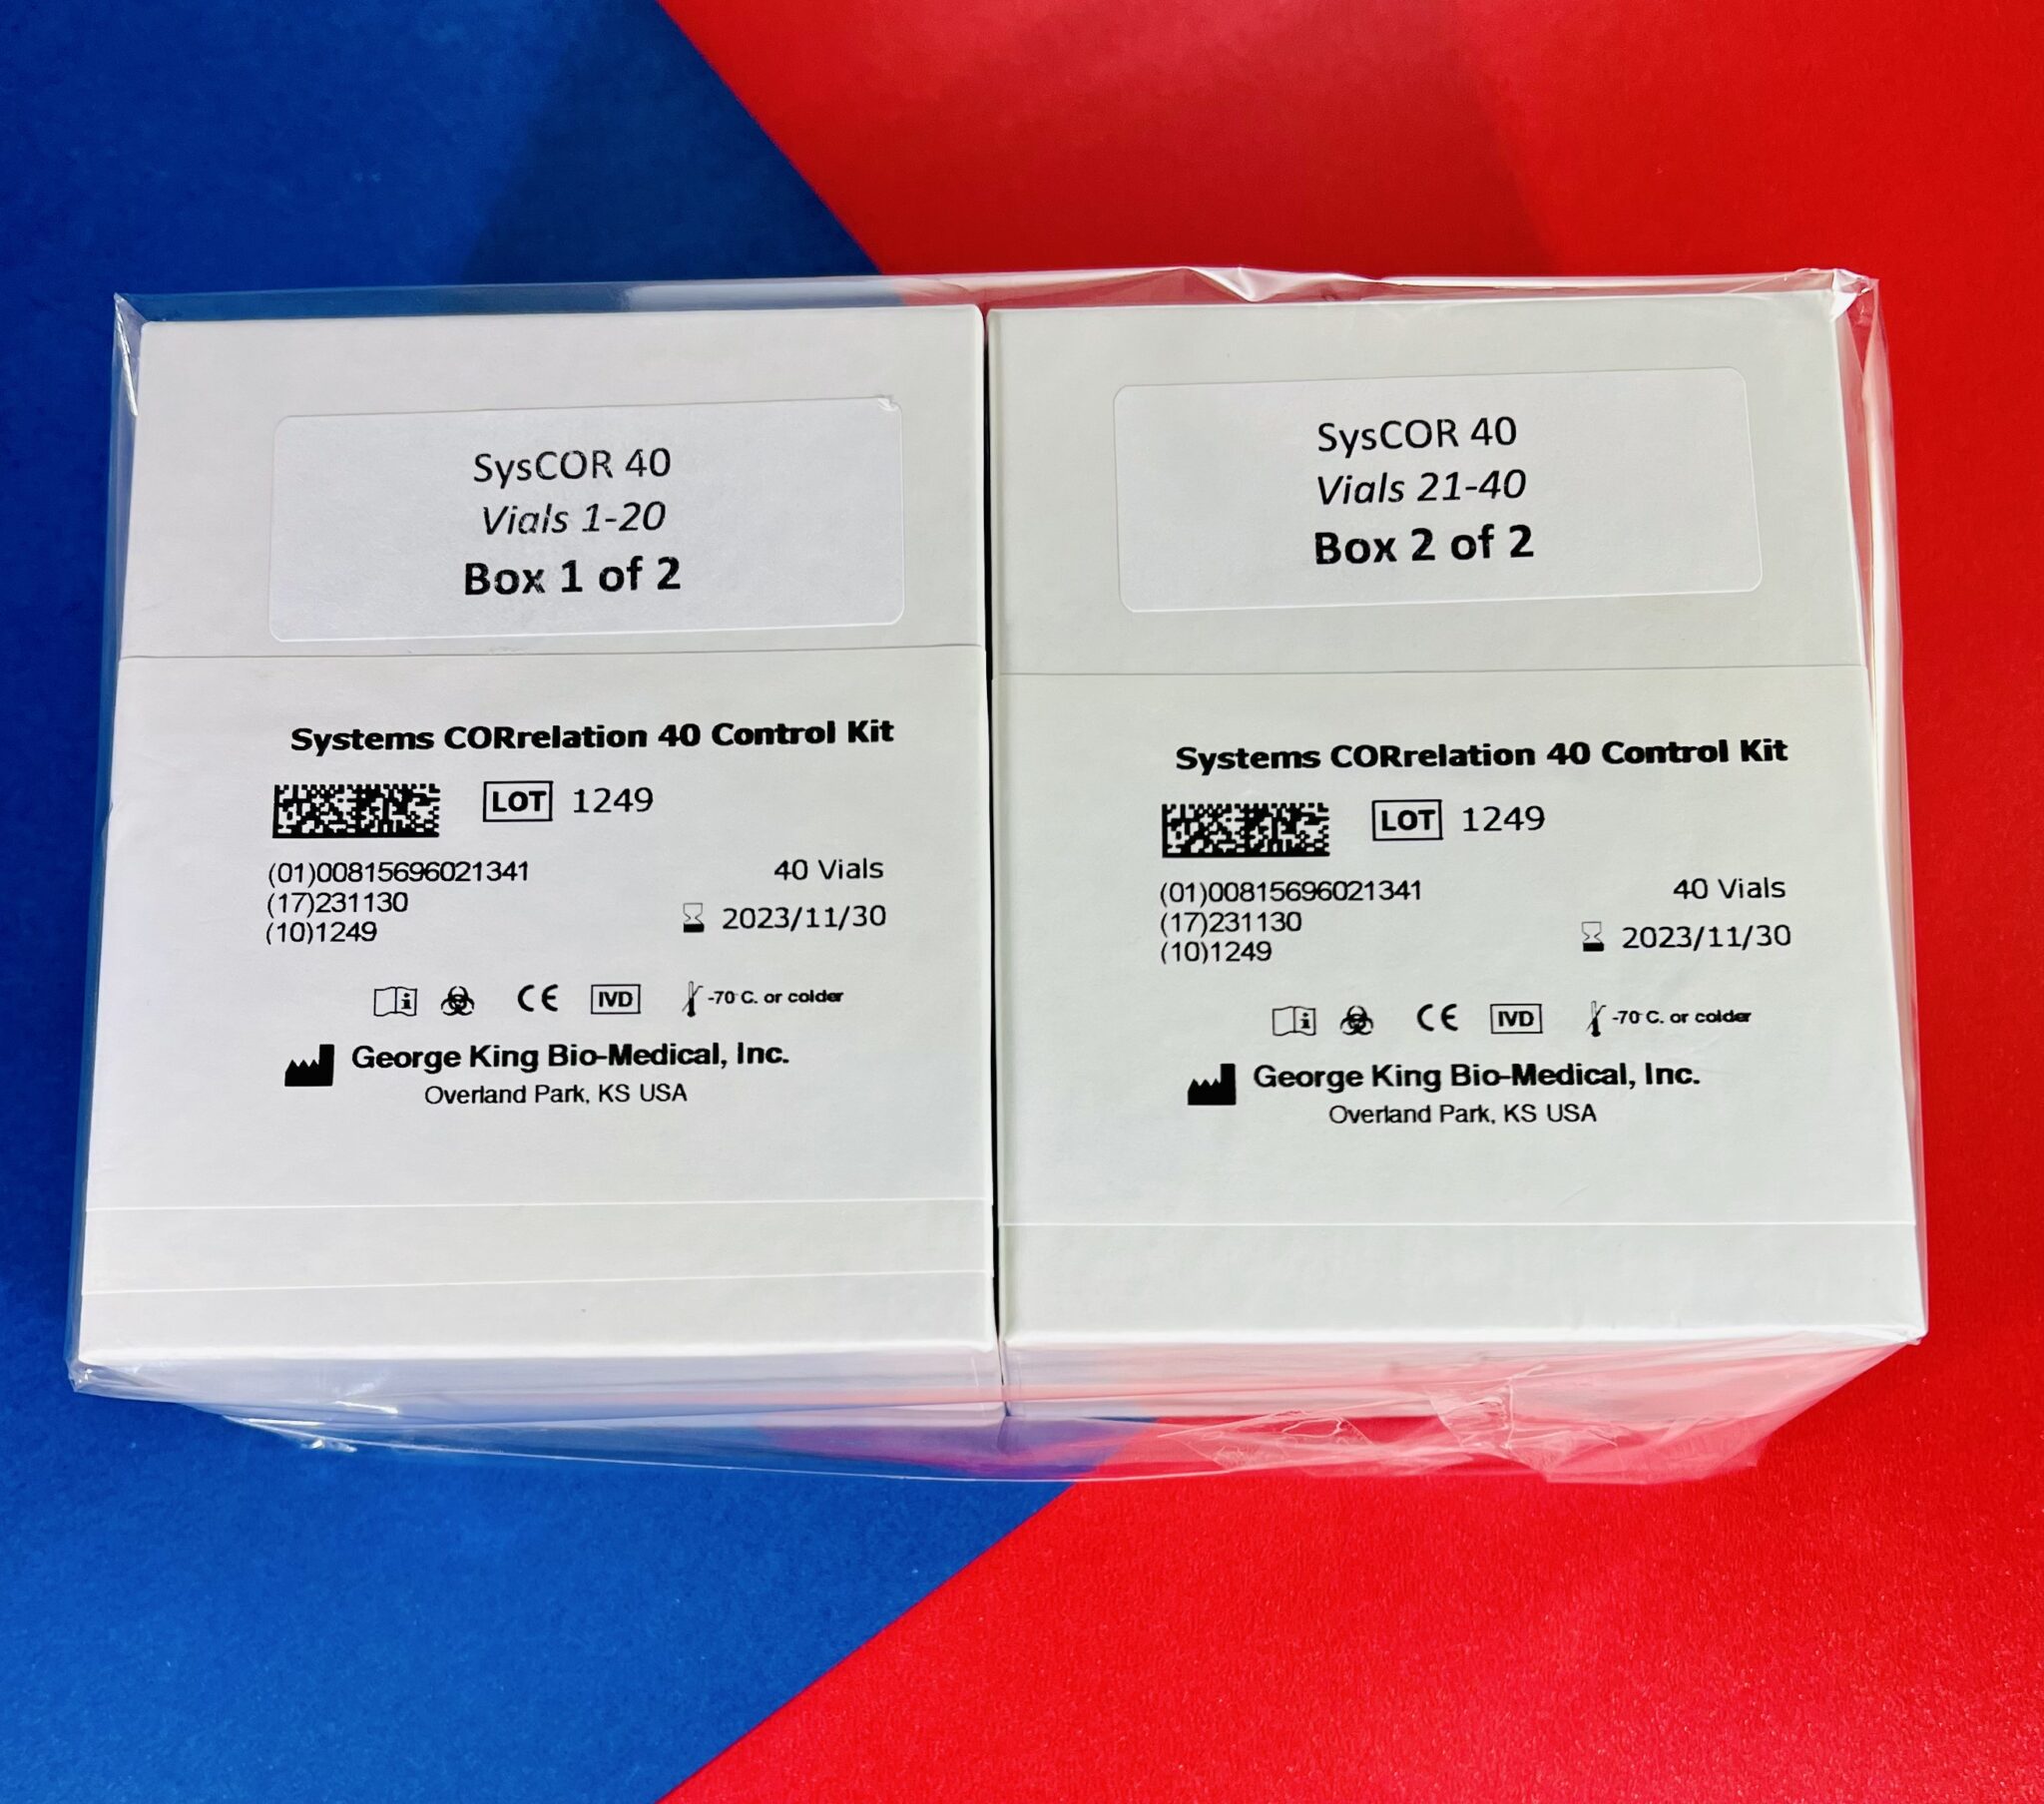 SysCOR 40
Vials 1-20
Box 1 of 2
Systems CORrelation 40 Control Kit
LOT 1249
(01)00815696021341
40 Vials
(17)231130
2023/11/30
(10)1249
CE IVD -70°C. or colder
George King Bio-Medical, Inc.
Overland Park, KS USA
SysCOR 40
Vials 21-40
Box 2 of 2
Systems CORrelation 40 Control Kit
LOT 1249
(01)00815696021341
40 Vials
(17)231130
2023/11/30
(10)1249
CE IVD -70°C. or colder
George King Bio-Medical, Inc.
Overland Park, KS USA